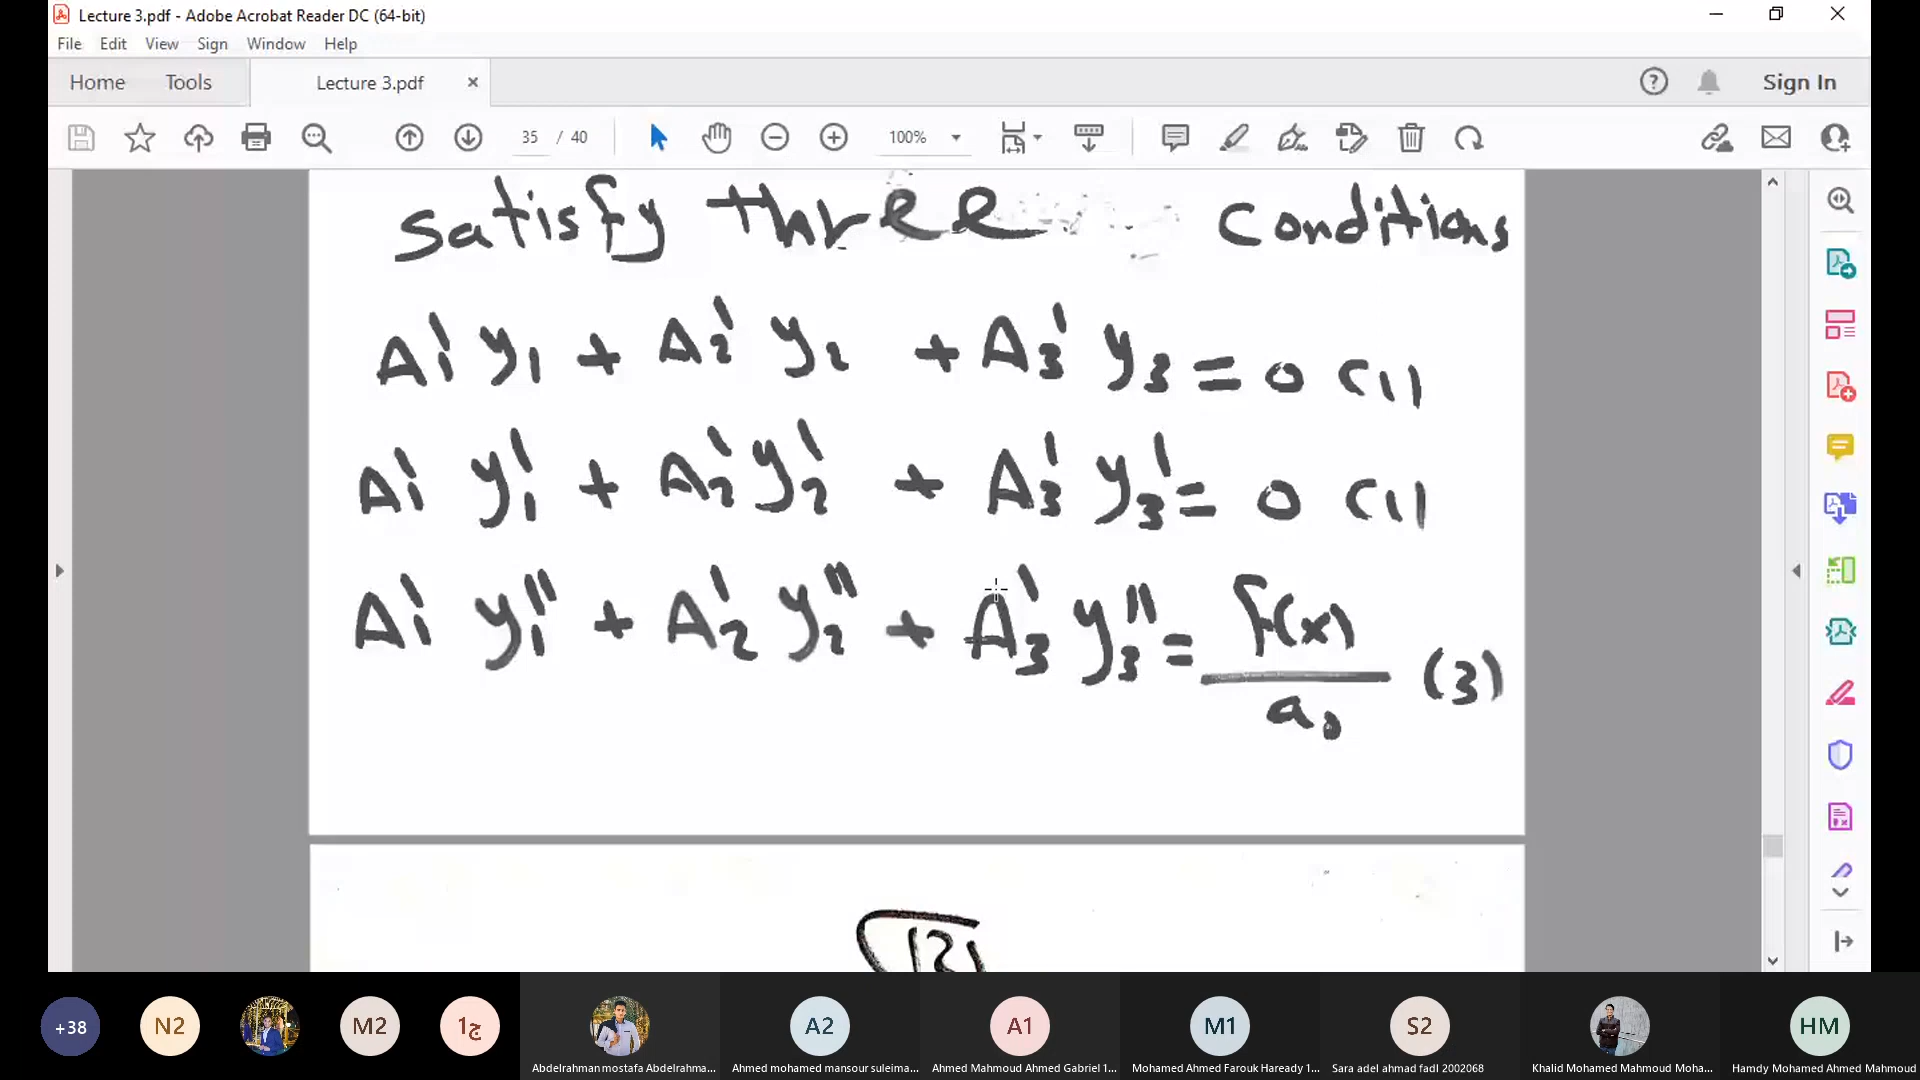 Lecture 3.pdf - Adobe Acrobat Reader DC (64-bit)
File Edit View Sign Window Help
Home Tools Lecture 3.pdf × Sign In
35 / 40 100%
Satisfy three conditions
A₁' y₁ + A₂' y₂ + A₃' y₃ = 0 (1)
A₁' y₁' + A₂' y₂' + A₃' y₃' = 0 (1)
A₁' y₁'' + A₂' y₂'' + A₃' y₃'' = f(x)/a₀ (3)
+38 N2 M2 ج1 A2 A1 M1 S2 HM
Abdelrahman mostafa Abdelrahma... Ahmed mohamed mansour suleima... Ahmed Mahmoud Ahmed Gabriel 1... Mohamed Ahmed Farouk Haready 1... Sara adel ahmad fadl 2002068 Khalid Mohamed Mahmoud Moha... Hamdy Mohamed Ahmed Mahmoud